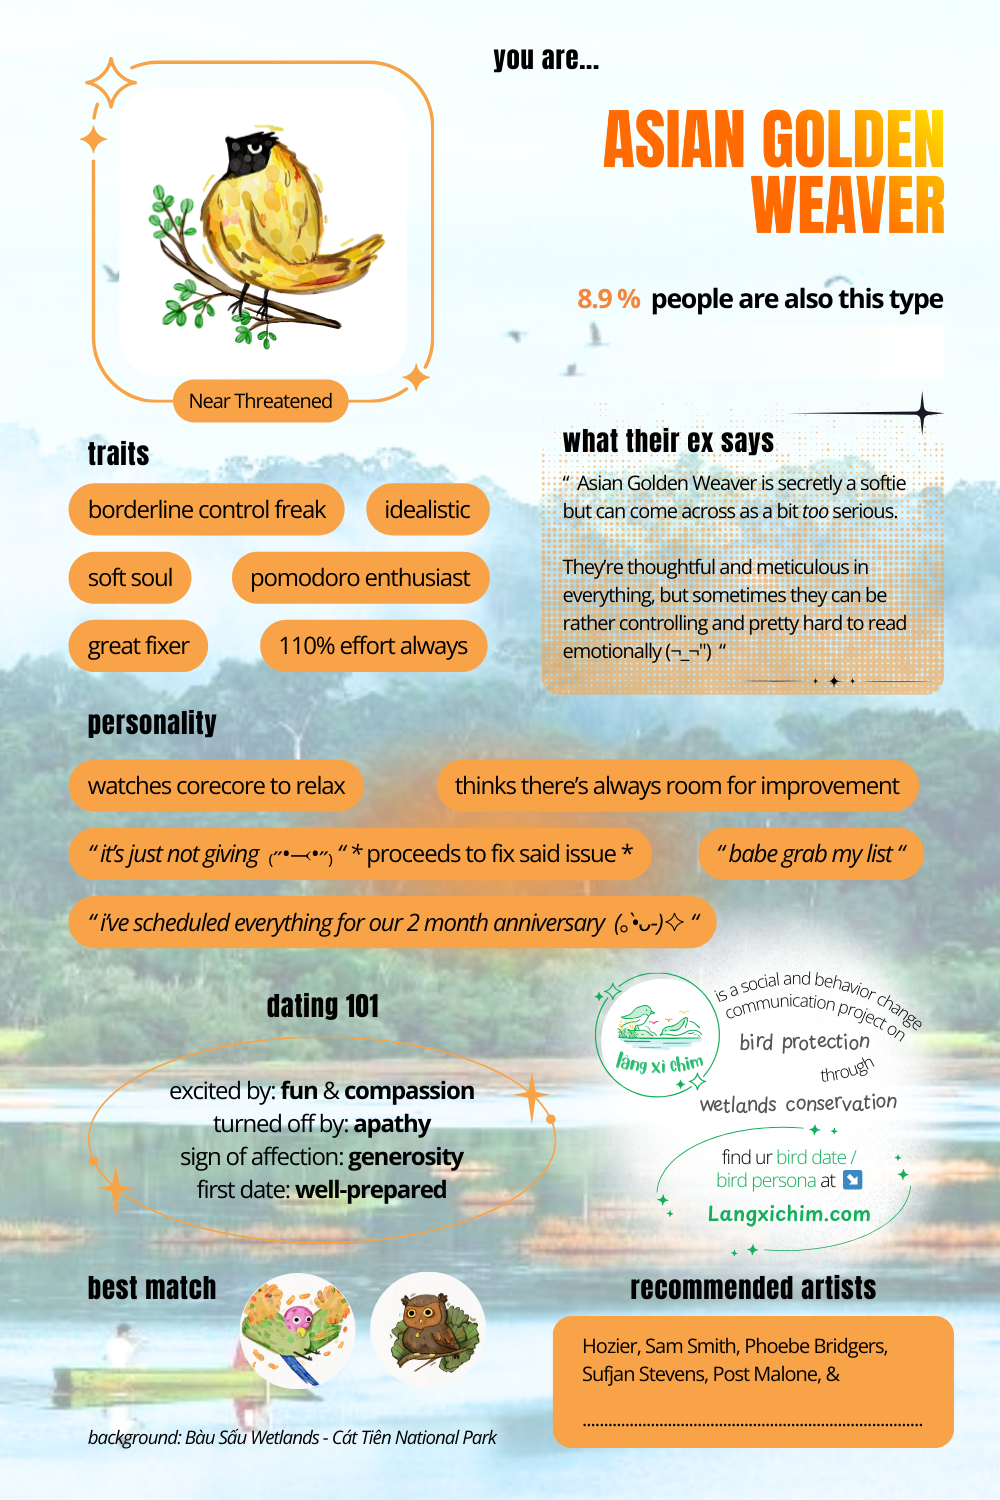 you are...
ASIAN GOLDEN
WEAVER
8.9 % people are also this type
Near Threatened
traits
borderline control freak
idealistic
soft soul
pomodoro enthusiast
great fixer
110% effort always
what their ex says
“ Asian Golden Weaver is secretly a softie
but can come across as a bit too serious.
They’re thoughtful and meticulous in
everything, but sometimes they can be
rather controlling and pretty hard to read
emotionally (¬_¬") “
personality
watches corecore to relax
thinks there’s always room for improvement
“ it’s just not giving (˶•︿•˶) “ * proceeds to fix said issue *
“ babe grab my list “
“ i’ve scheduled everything for our 2 month anniversary (｡•̀ᴗ-)✧ “
dating 101
excited by: fun & compassion
turned off by: apathy
sign of affection: generosity
first date: well-prepared
làng xì chim
is a social and behavior change
communication project on
bird protection
through
wetlands conservation
find ur bird date /
bird persona at ↘
Langxichim.com
best match
recommended artists
Hozier, Sam Smith, Phoebe Bridgers,
Sufjan Stevens, Post Malone, &
................................................................................
background: Bàu Sấu Wetlands - Cát Tiên National Park